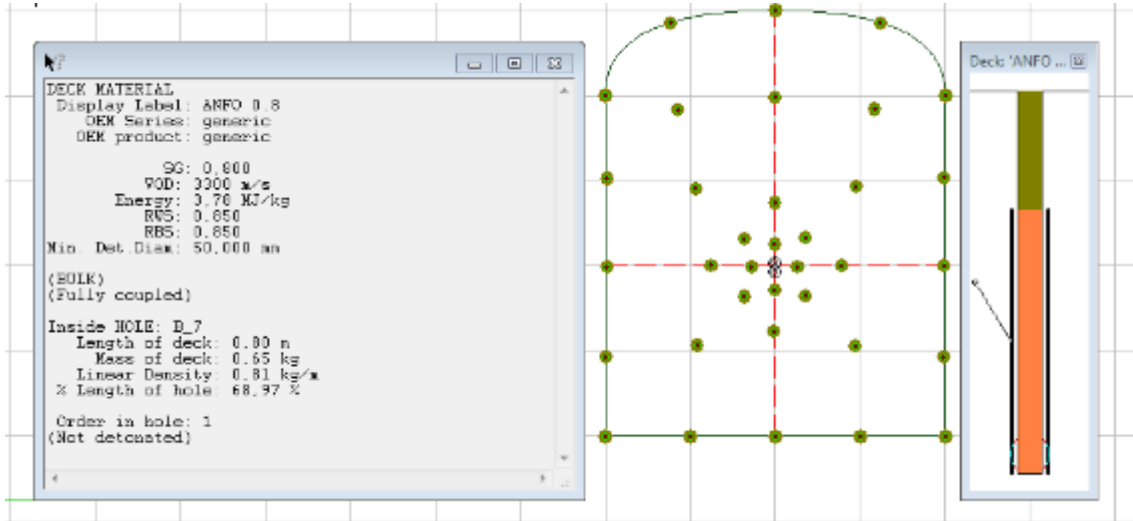 DECK MATERIAL
Display Label: ANFO 0.8
OEM Series: generic
OEM product: generic
SG: 0.800
VOD: 3300 m/s
Energy: 3.78 MJ/kg
RWS: 0.850
RBS: 0.850
Min. Det.Diam: 50.000 mm
(BULK)
(Fully coupled)
Inside HOLE: B_7
Length of deck: 0.80 m
Mass of deck: 0.65 kg
Linear Density: 0.81 kg/m
% Length of hole: 68.97 %
Order in hole: 1
(Not detonated)
Deck: 'ANFO ...